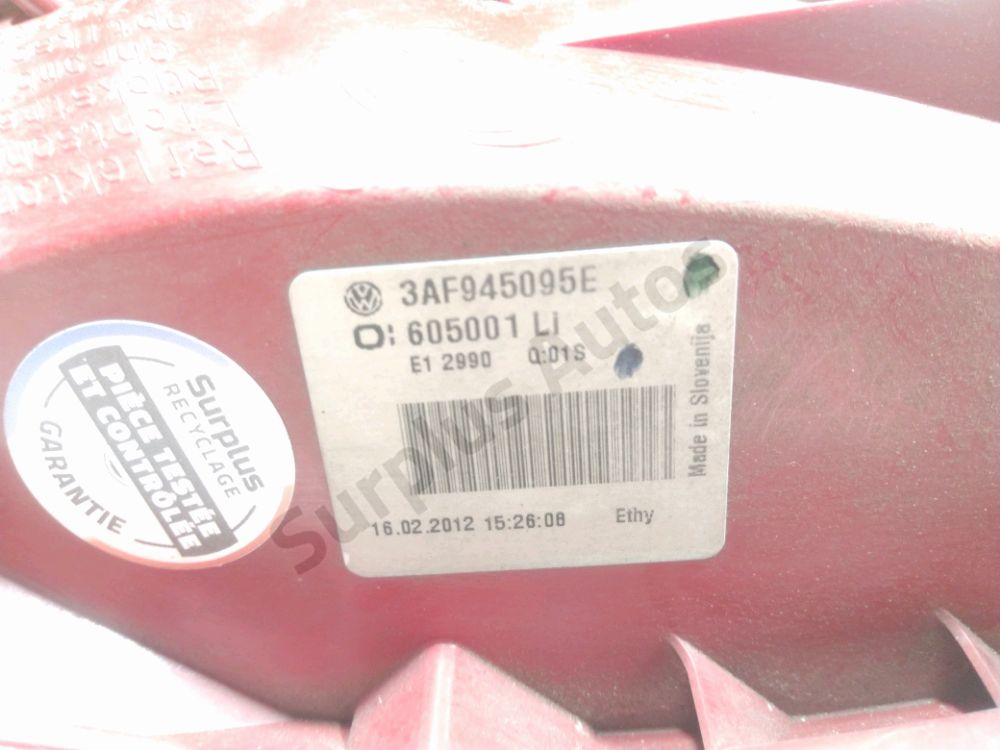 3AF945095E
605001 Li
E1 2990 Q:01S
Made in Slovenija
16.02.2012 15:26:08 Ethy
Surplus
RECYCLAGE
PIÈCE TESTÉE
ET CONTRÔLÉE
GARANTIE
Surplus Autos